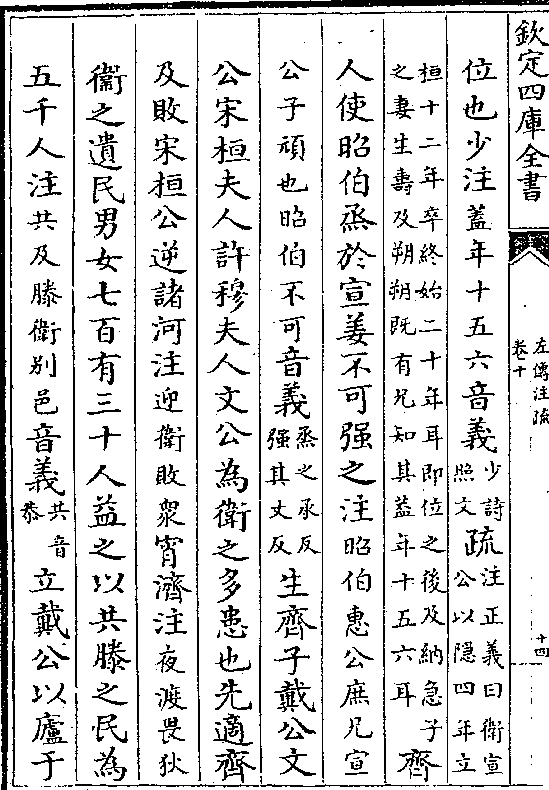 欽定四庫全書
左傳注疏
卷十
十四
位也少注蓋年十五六音義少詩照文疏注正義曰衛宣公以隱四年立
桓十二年卒終始二十年耳即位之後及納急子之妻生壽及朔朔既有兄知其蓋年十五六耳齊
人使昭伯烝於宣姜不可强之注昭伯惠公庶兄宣
公子頑也昭伯不可音義烝之承反强其丈反生齊子戴公文
公宋桓夫人許穆夫人文公為衛之多患也先適齊
及敗宋桓公逆諸河注迎衛敗衆宵濟注夜渡畏狄
衛之遺民男女七百有三十人益之以共滕之民為
五千人注共及滕衛别邑音義共音恭立戴公以廬于